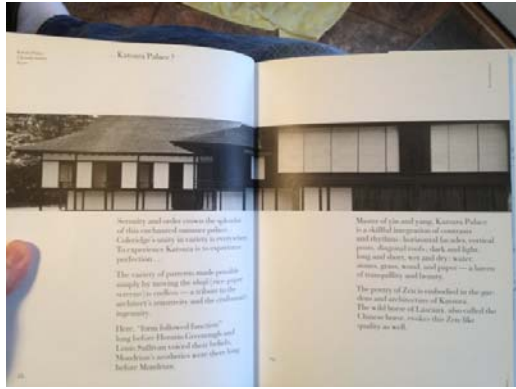 Katsura Palace?
Serenity and order crown the splendor
of this enchanted summer palace.
Coleridge's unity in variety is everywhere.
To experience Katsura is to experience
perfection . . .
The variety of patterns made possible
simply by moving the shoji (rice paper
screens) is endless — a tribute to the
architect's sensitivity and the craftsman's
ingenuity.
Here, "form followed function"
long before Horatio Greenough and
Louis Sullivan voiced their beliefs.
Mondrian's aesthetics were there long
before Mondrian.
Master of yin and yang, Katsura Palace
is a skillful integration of contrasts
and rhythms: horizontal facades, vertical
posts, diagonal roofs; dark and light,
long and short, wet and dry; water,
stones, grass, wood, and paper — a haven
of tranquillity and beauty.
The poetry of Zen is embodied in the gar-
dens and architecture of Katsura.
The wild horse of Lascaux, also called the
Chinese horse, evokes this Zen-like
quality as well.